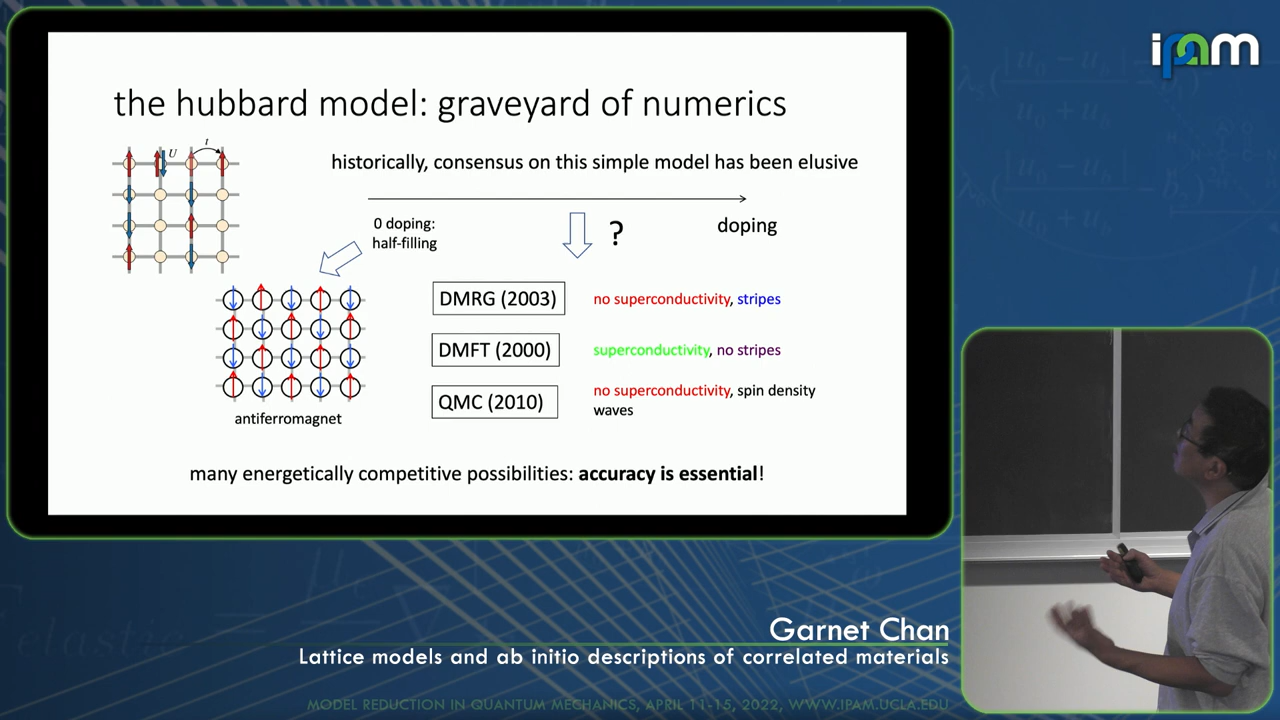 ipam
the hubbard model: graveyard of numerics
U
t
historically, consensus on this simple model has been elusive
0 doping:
half-filling
?
doping
DMRG (2003)
no superconductivity, stripes
DMFT (2000)
superconductivity, no stripes
QMC (2010)
no superconductivity, spin density
waves
antiferromagnet
many energetically competitive possibilities: accuracy is essential!
Garnet Chan
Lattice models and ab initio descriptions of correlated materials
MODEL REDUCTION IN QUANTUM MECHANICS, APRIL 11-15, 2022, WWW.IPAM.UCLA.EDU
elastic